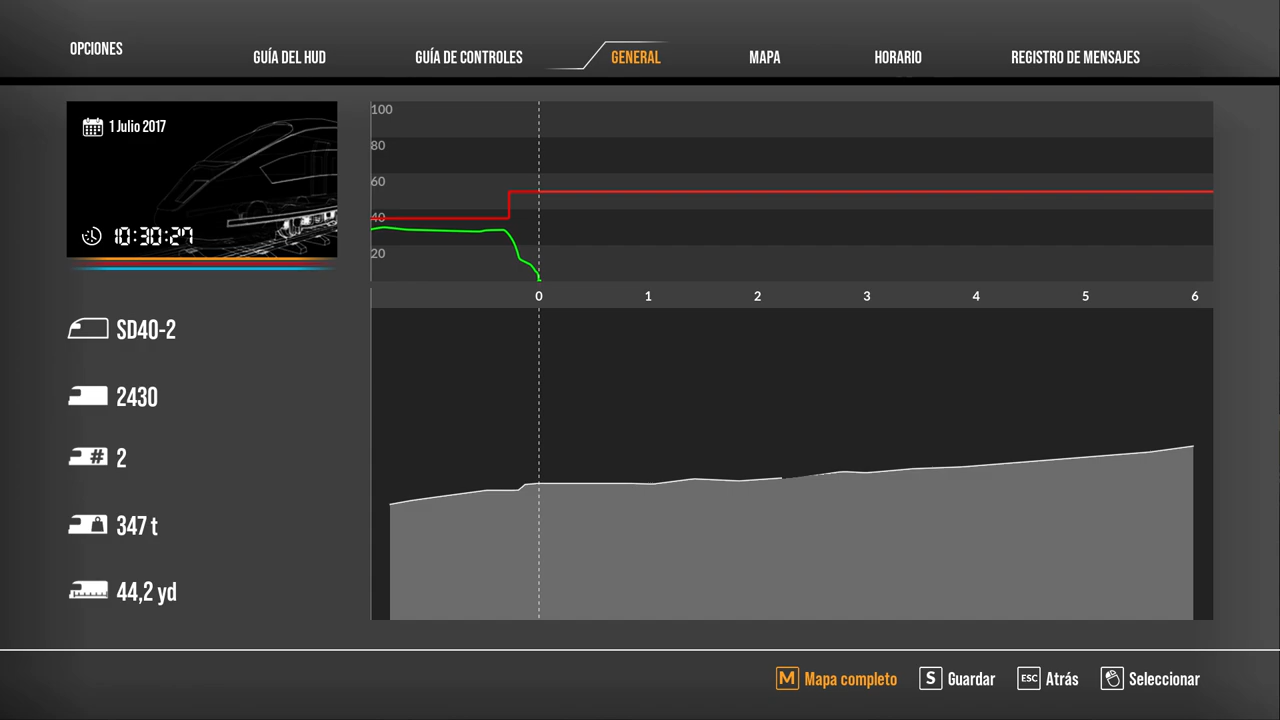 OPCIONES
GUÍA DEL HUD
GUÍA DE CONTROLES
GENERAL
MAPA
HORARIO
REGISTRO DE MENSAJES
1 Julio 2017
10:30:27
SD40-2
2430
# 2
347 t
44,2 yd
100
80
60
40
20
0 1 2 3 4 5 6
M Mapa completo
S Guardar
ESC Atrás
Seleccionar